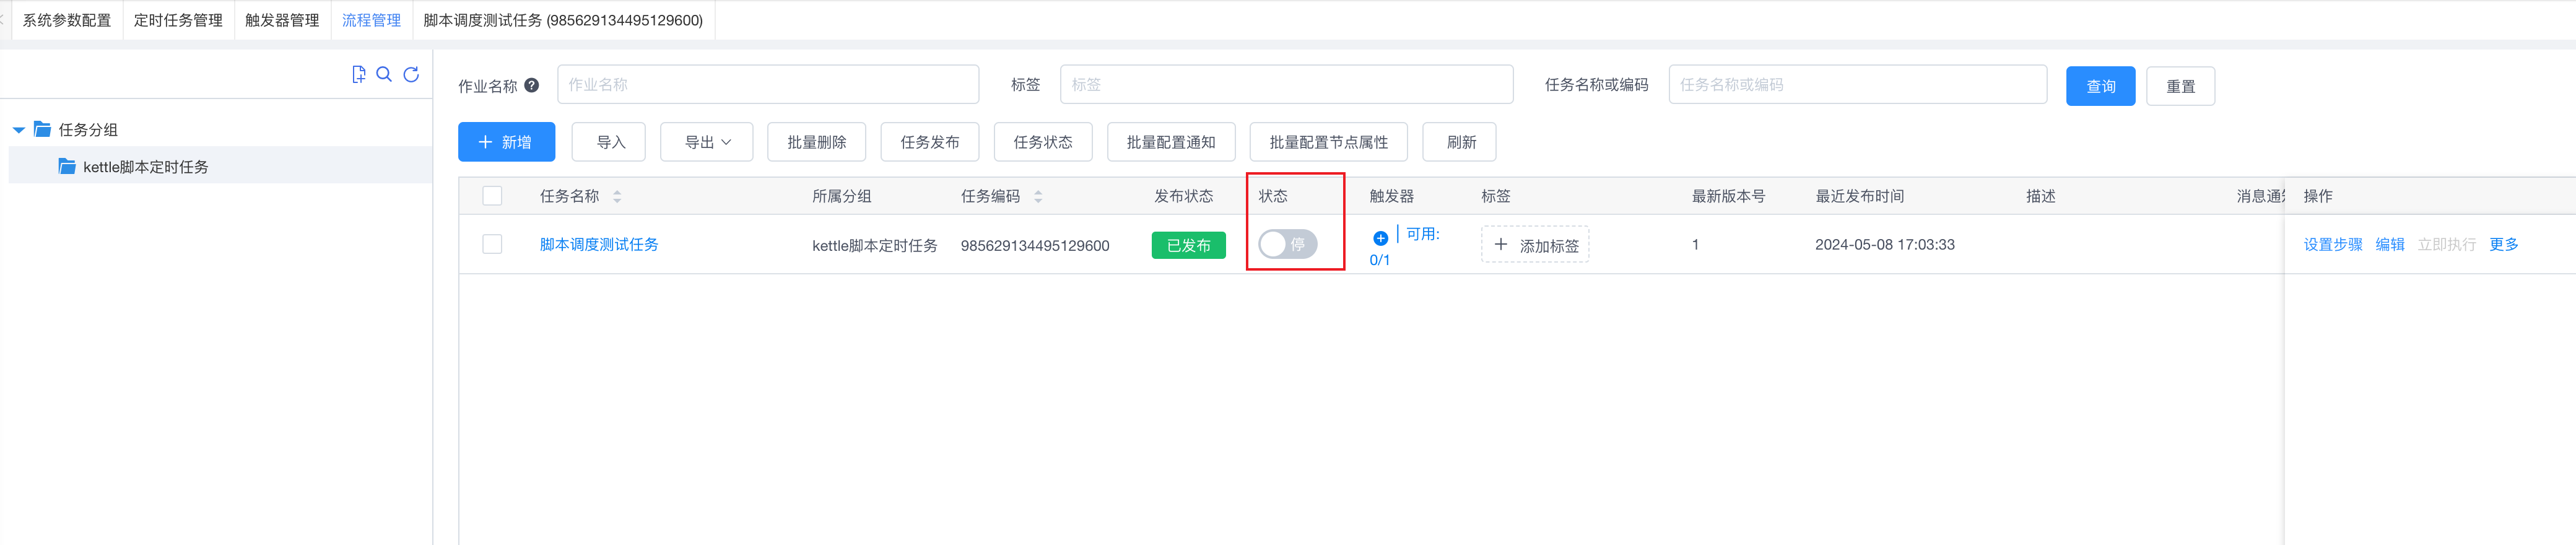 系统参数配置 定时任务管理 触发器管理 流程管理 脚本调度测试任务 (985629134495129600)
任务分组
kettle脚本定时任务
作业名称 ? 作业名称 标签 标签 任务名称或编码 任务名称或编码 查询 重置
新增 导入 导出 批量删除 任务发布 任务状态 批量配置通知 批量配置节点属性 刷新
任务名称 所属分组 任务编码 发布状态 状态 触发器 标签 最新版本号 最近发布时间 描述 消息通 操作
脚本调度测试任务 kettle脚本定时任务 985629134495129600 已发布 停 可用: 0/1 添加标签 1 2024-05-08 17:03:33 设置步骤 编辑 立即执行 更多